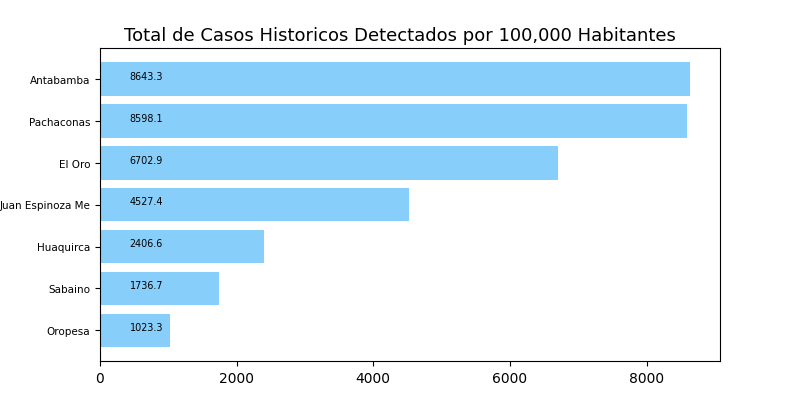 Total de Casos Historicos Detectados por 100,000 Habitantes
Antabamba 8643.3
Pachaconas 8598.1
El Oro 6702.9
Juan Espinoza Me 4527.4
Huaquirca 2406.6
Sabaino 1736.7
Oropesa 1023.3
0 2000 4000 6000 8000